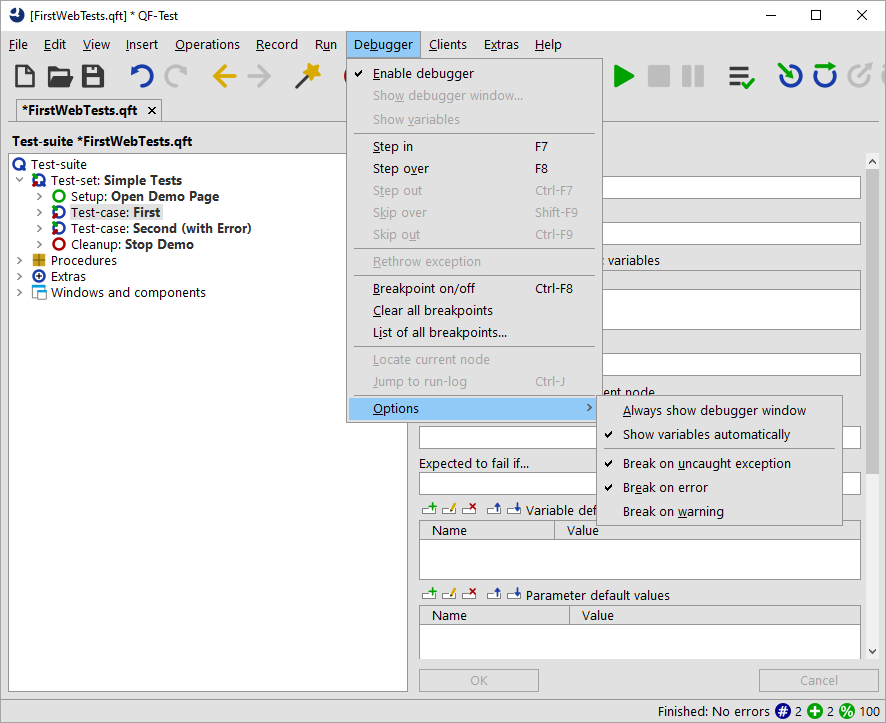 [FirstWebTests.qft] * QF-Test
File Edit View Insert Operations Record Run Debugger Clients Extras Help
*FirstWebTests.qft
Test-suite *FirstWebTests.qft
Test-suite
Test-set: Simple Tests
Setup: Open Demo Page
Test-case: First
Test-case: Second (with Error)
Cleanup: Stop Demo
Procedures
Extras
Windows and components
Enable debugger
Show debugger window...
Show variables
Step in F7
Step over F8
Step out Ctrl-F7
Skip over Shift-F9
Skip out Ctrl-F9
Rethrow exception
Breakpoint on/off Ctrl-F8
Clear all breakpoints
List of all breakpoints...
Locate current node
Jump to run-log Ctrl-J
Options
Always show debugger window
Show variables automatically
Break on uncaught exception
Break on error
Break on warning
variables
node
Expected to fail if...
Variable def
Name Value
Parameter default values
Name Value
OK Cancel
Finished: No errors # 2 2 % 100